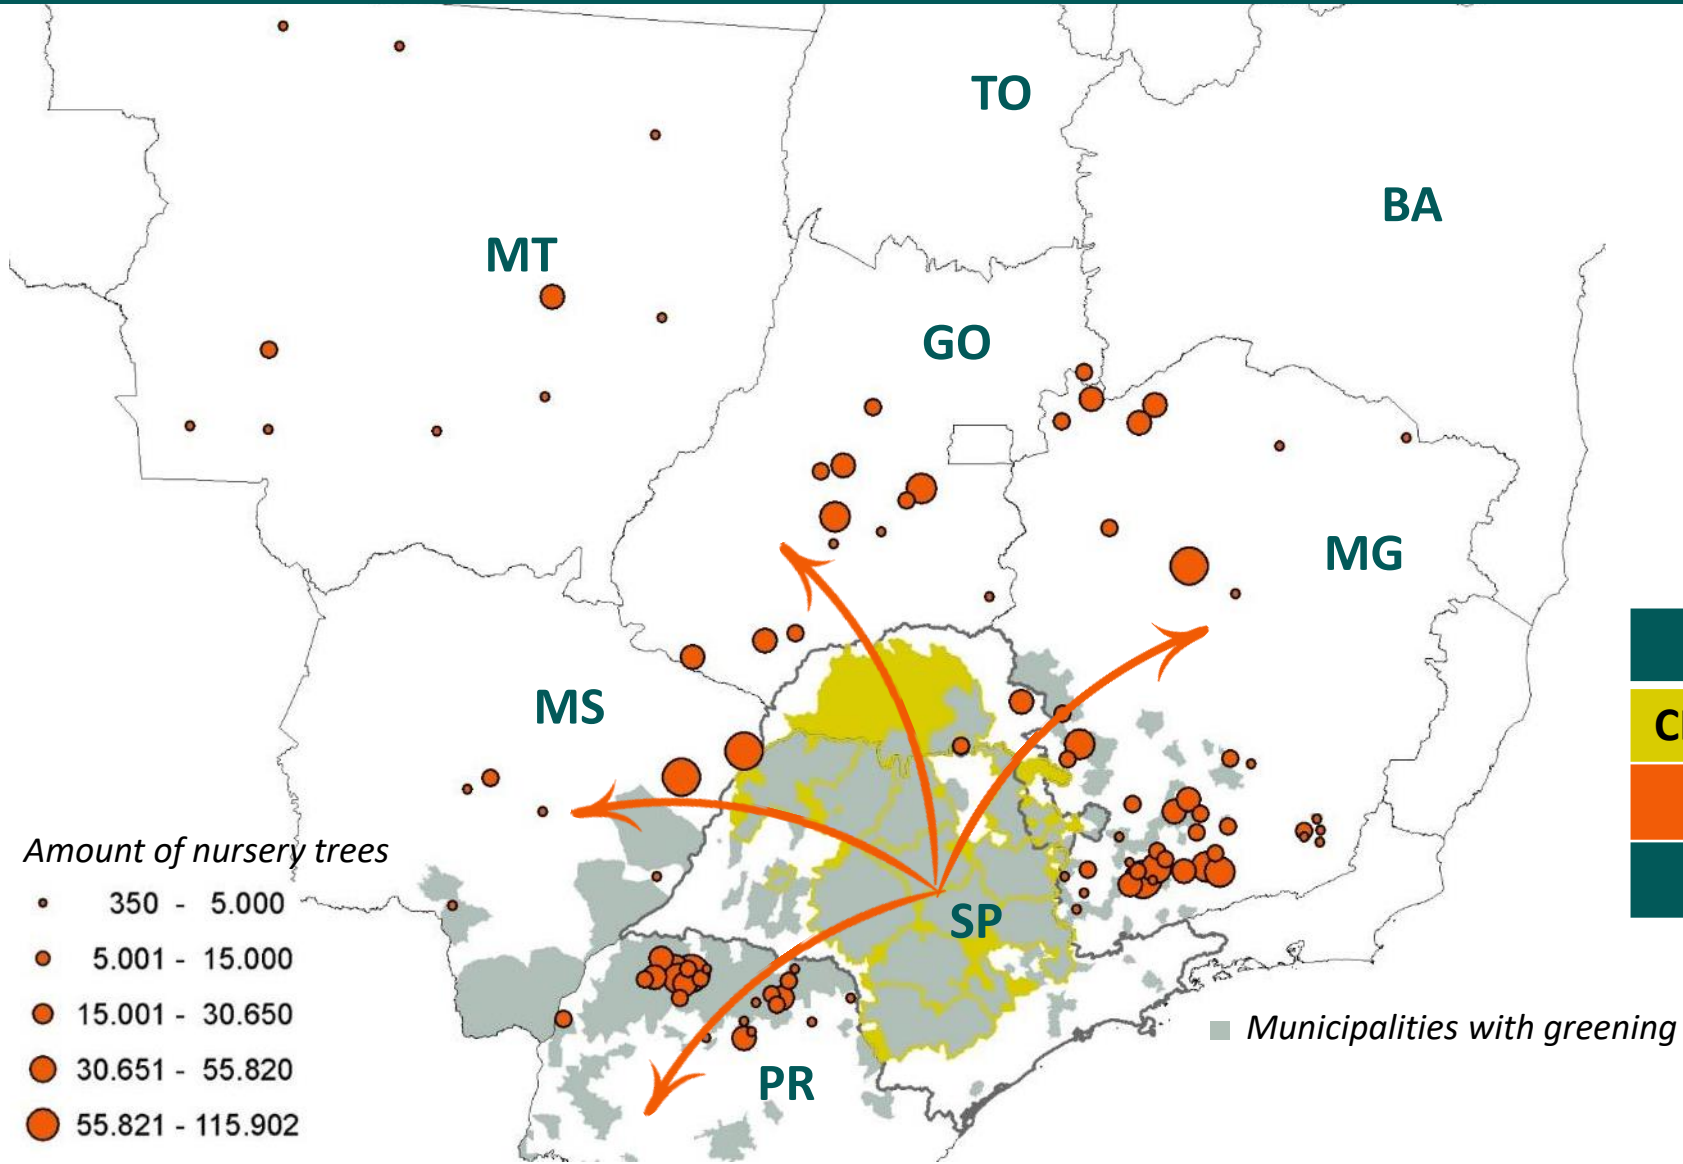 TO
BA
MT
GO
MG
MS
Cl
Amount of nursery trees
350 - 5.000
5.001 - 15.000
15.001 - 30.650
30.651 - 55.820
55.821 - 115.902
SP
Municipalities with greening
PR